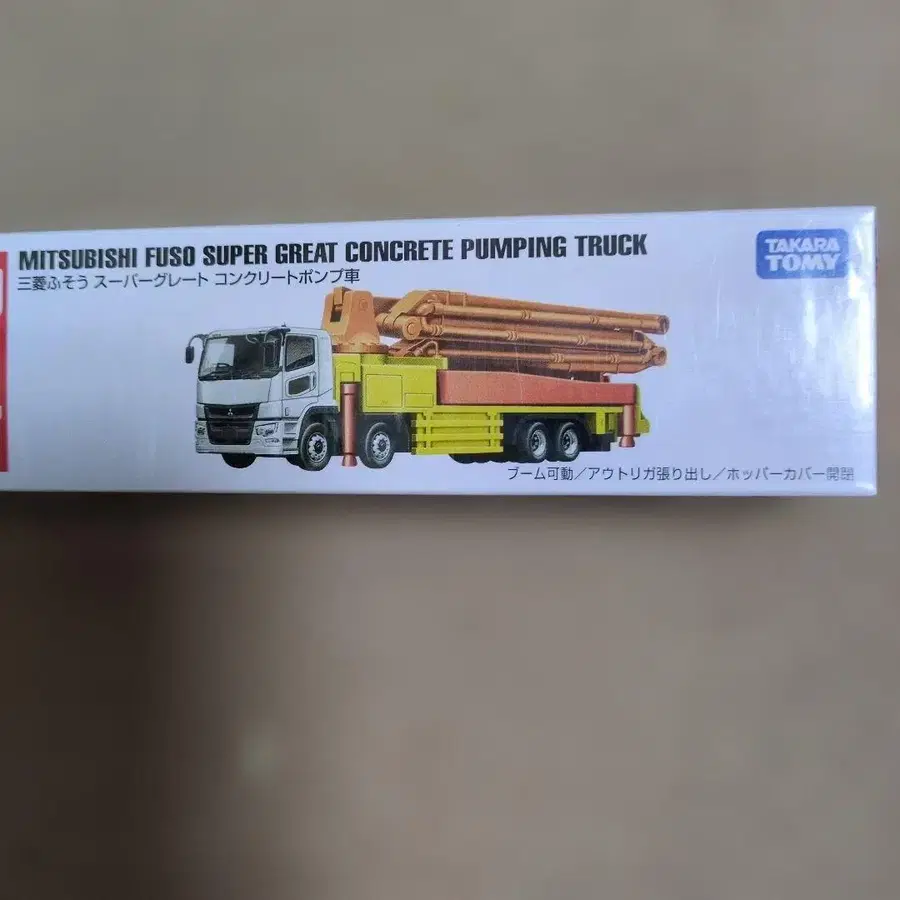 MITSUBISHI FUSO SUPER GREAT CONCRETE PUMPING TRUCK
三菱ふそう スーパーグレート コンクリートポンプ車
TAKARA
TOMY
ブーム可動／アウトリガ張り出し／ホッパーカバー開閉